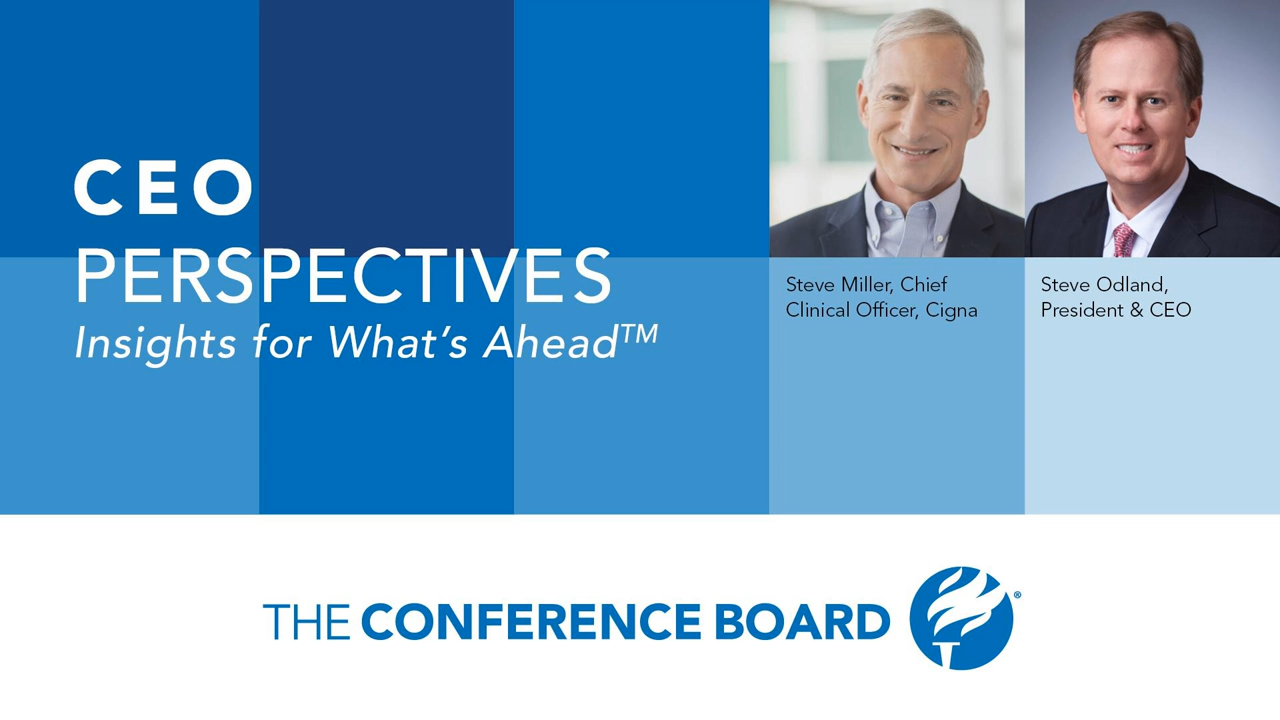 CEO
PERSPECTIVES
Insights for What's Ahead™
Steve Miller, Chief
Clinical Officer, Cigna
Steve Odland,
President & CEO
THE CONFERENCE BOARD ®